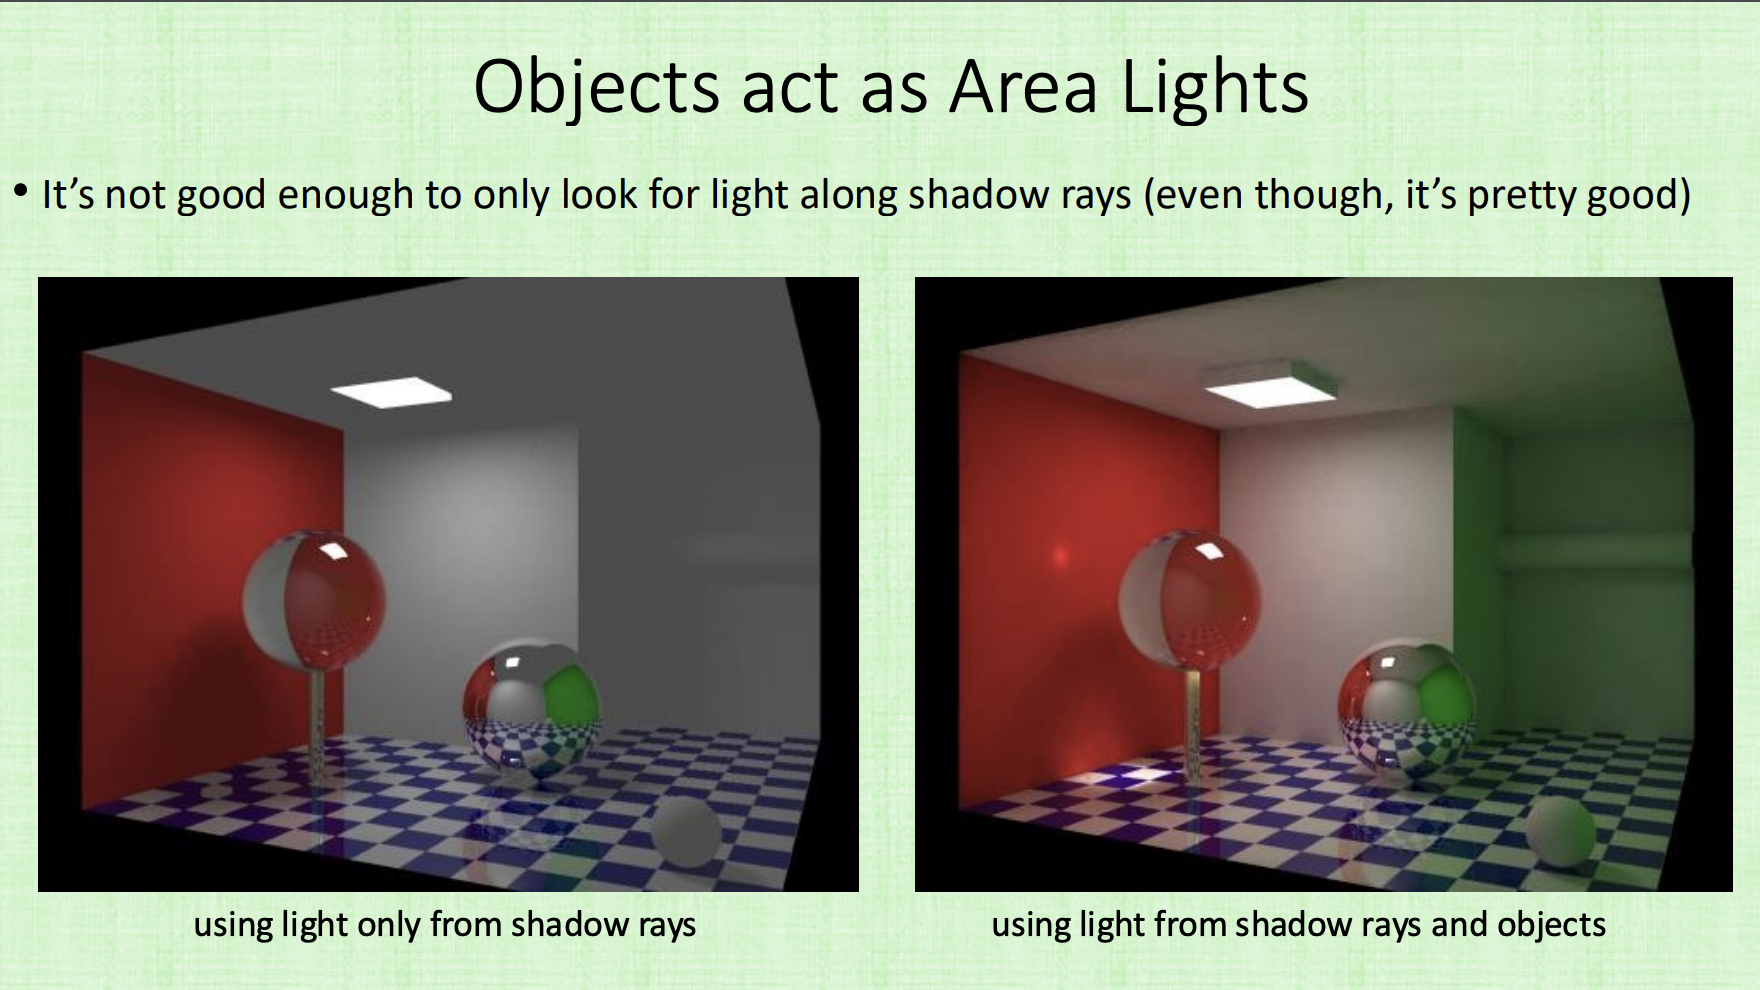 Objects act as Area Lights
• It’s not good enough to only look for light along shadow rays (even though, it’s pretty good)
using light only from shadow rays
using light from shadow rays and objects